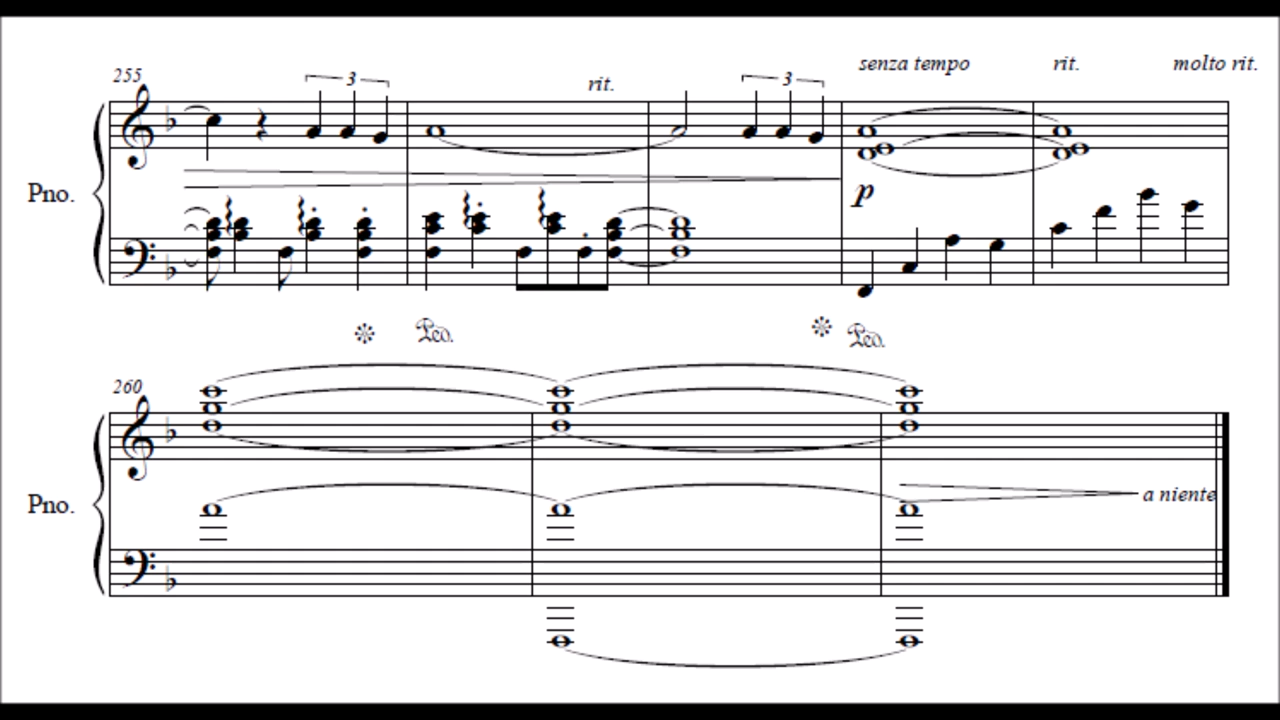 senza tempo rit. molto rit.
255 3 rit. 3
Pno.
p
Ped. Ped.
260
Pno.
a niente